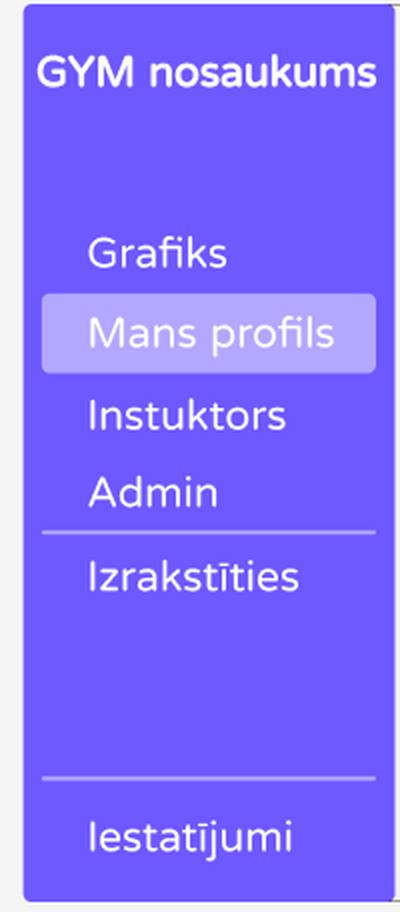 GYM nosaukums
Grafiks
Mans profils
Instuktors
Admin
Izrakstīties
Iestatījumi